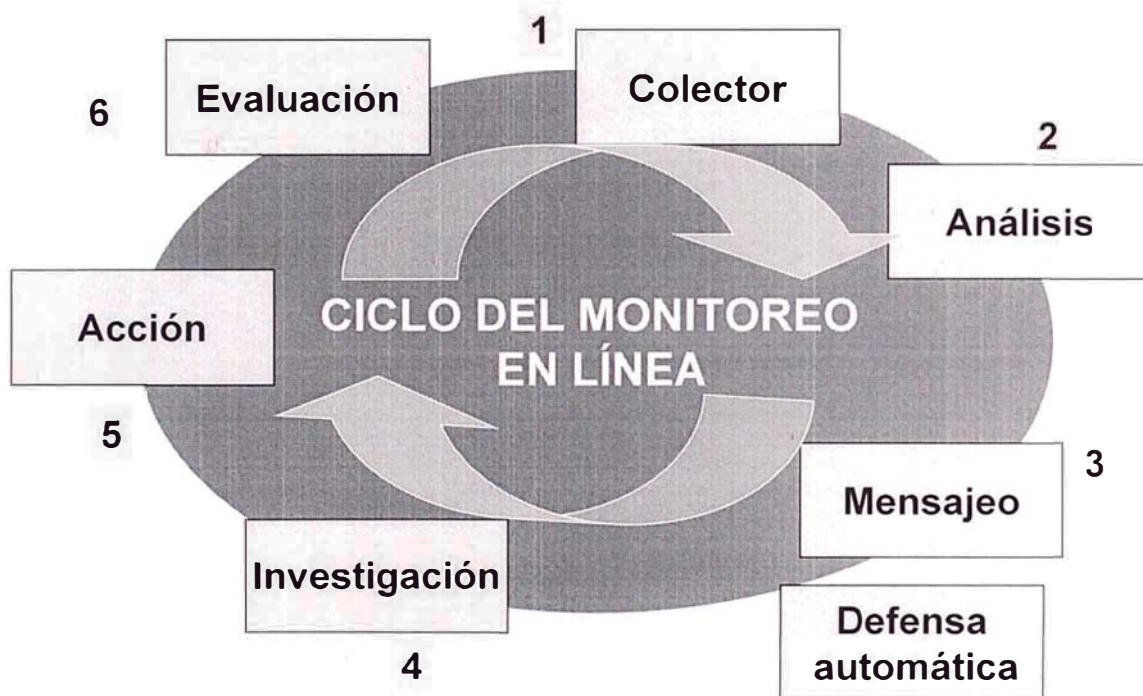 1
Colector
2
Análisis
3
Mensajeo
Defensa
automática
4
Investigación
5
Acción
6
Evaluación
CICLO DEL MONITOREO
EN LÍNEA